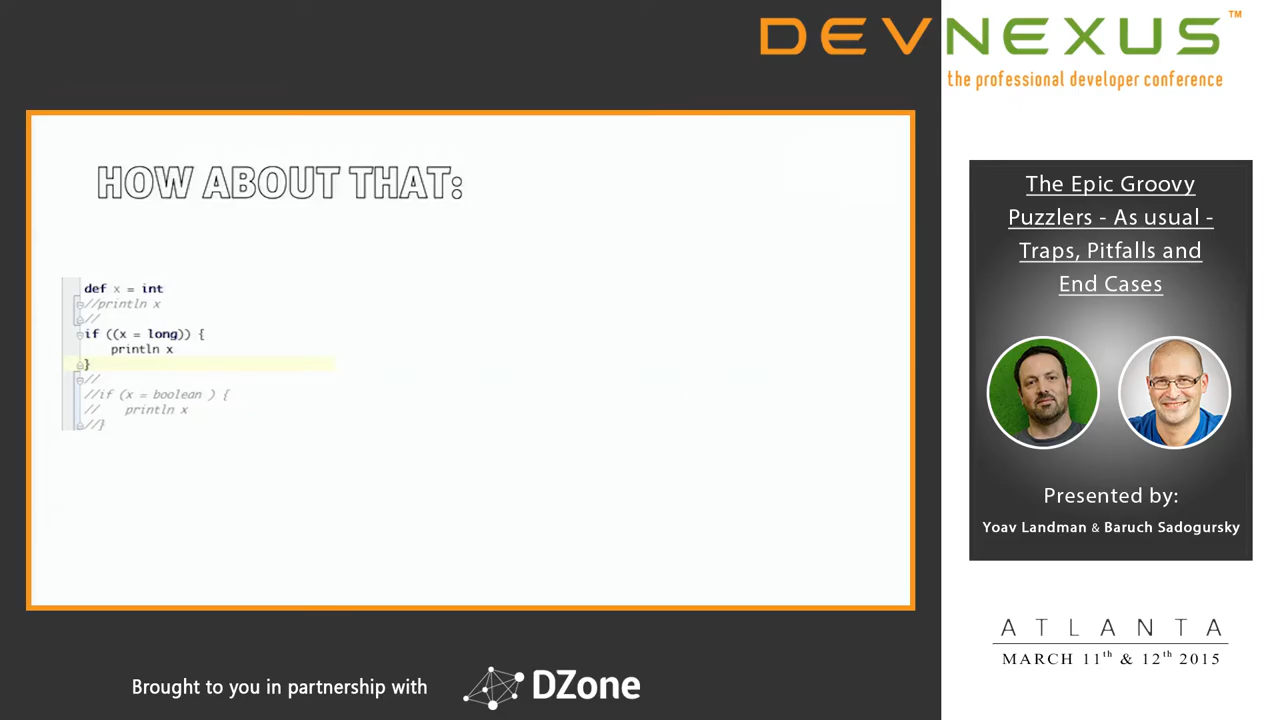 DEVNEXUS™
the professional developer conference
HOW ABOUT THAT:
def x = int
//println x
//
if ((x = long)) {
    println x
}
//
//if (x = boolean ) {
//    println x
//}
The Epic Groovy
Puzzlers - As usual -
Traps, Pitfalls and
End Cases
Presented by:
Yoav Landman & Baruch Sadogursky
ATLANTA
MARCH 11th & 12th 2015
Brought to you in partnership with DZone